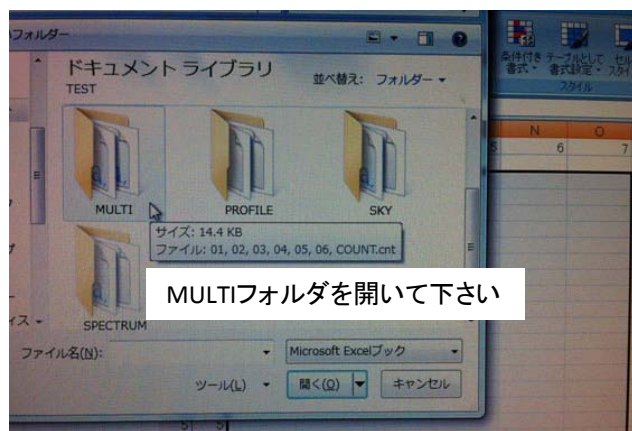 フォルダー
ドキュメント ライブラリ
TEST
並べ替え: フォルダー
条件付き
書式
テーブルとして
書式設定
スタイル
N O
6 7
MULTI
PROFILE
SKY
サイズ: 14.4 KB
ファイル: 01, 02, 03, 04, 05, 06, COUNT.cnt
MULTIフォルダを開いて下さい
SPECTRUM
ファイル名(N):
Microsoft Excelブック
ツール(L)
開く(O)
キャンセル
5 5